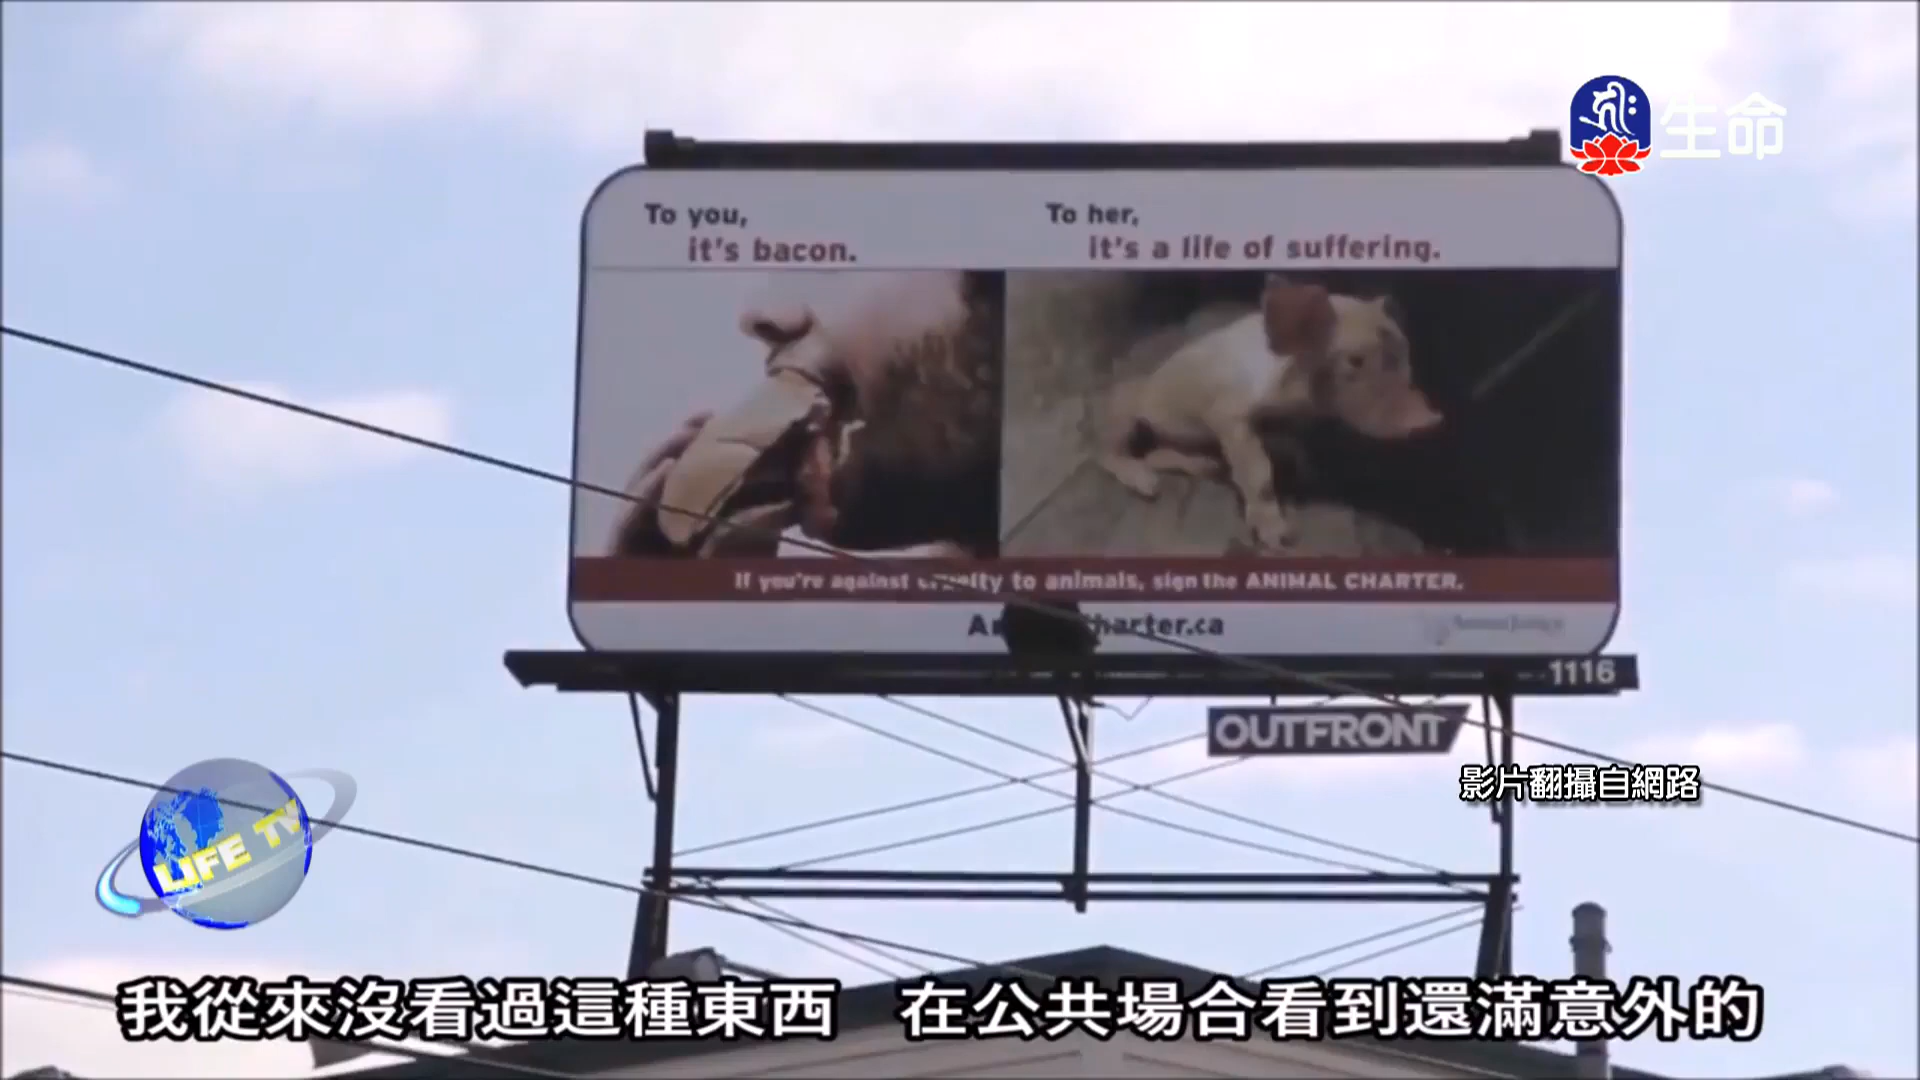 生命
To you,
it's bacon.
To her,
it's a life of suffering.
If you're against cruelty to animals, sign the ANIMAL CHARTER.
harter.ca
1116
OUTFRONT
影片翻攝自網路
LIFE TV
我從來沒看過這種東西 在公共場合看到還滿意外的